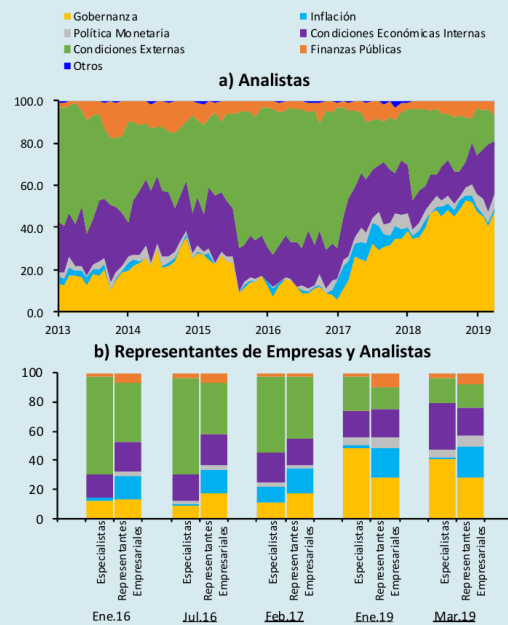 Gobernanza
Inflación
Política Monetaria
Condiciones Económicas Internas
Condiciones Externas
Finanzas Públicas
Otros
a) Analistas
100.0
80.0
60.0
40.0
20.0
0.0
2013 2014 2015 2016 2017 2018 2019
b) Representantes de Empresas y Analistas
100
80
60
40
20
0
Especialistas
Representantes Empresariales
Especialistas
Representantes Empresariales
Especialistas
Representantes Empresariales
Especialistas
Representantes Empresariales
Especialistas
Representantes Empresariales
Ene.16 Jul.16 Feb.17 Ene.19 Mar.19